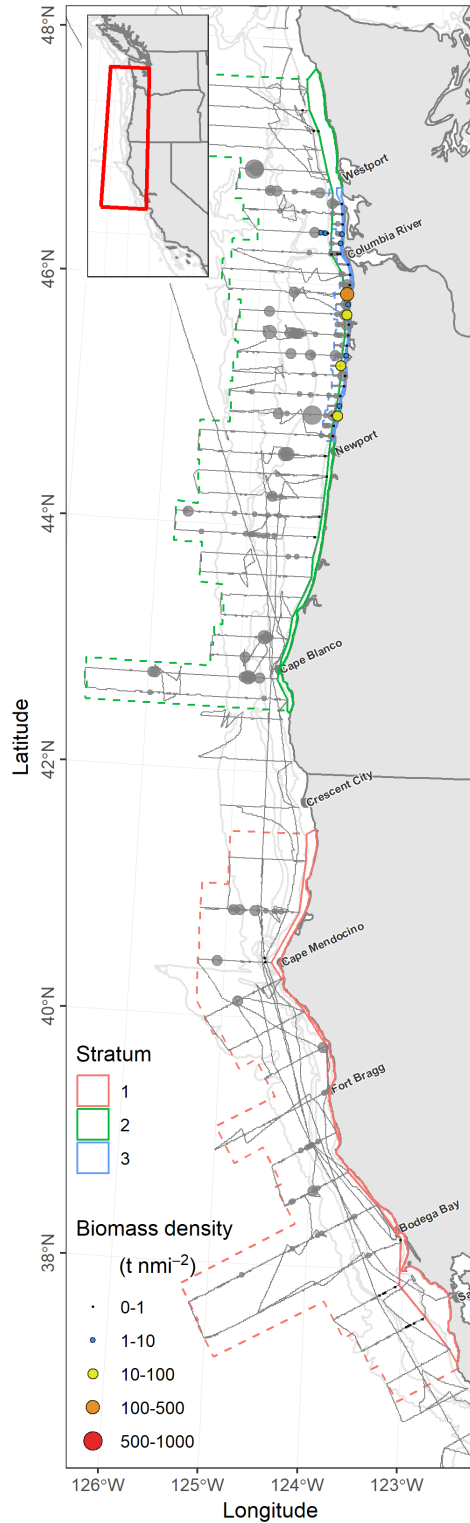 48°N
Westport
Columbia River
46°N
Newport
44°N
Cape Blanco
Latitude
42°N
Crescent City
Cape Mendocino
40°N
Stratum
1
2
3
Fort Bragg
Bodega Bay
Biomass density
(t nmi⁻²)
38°N
Sa
0-1
1-10
10-100
100-500
500-1000
126°W 125°W 124°W 123°W
Longitude